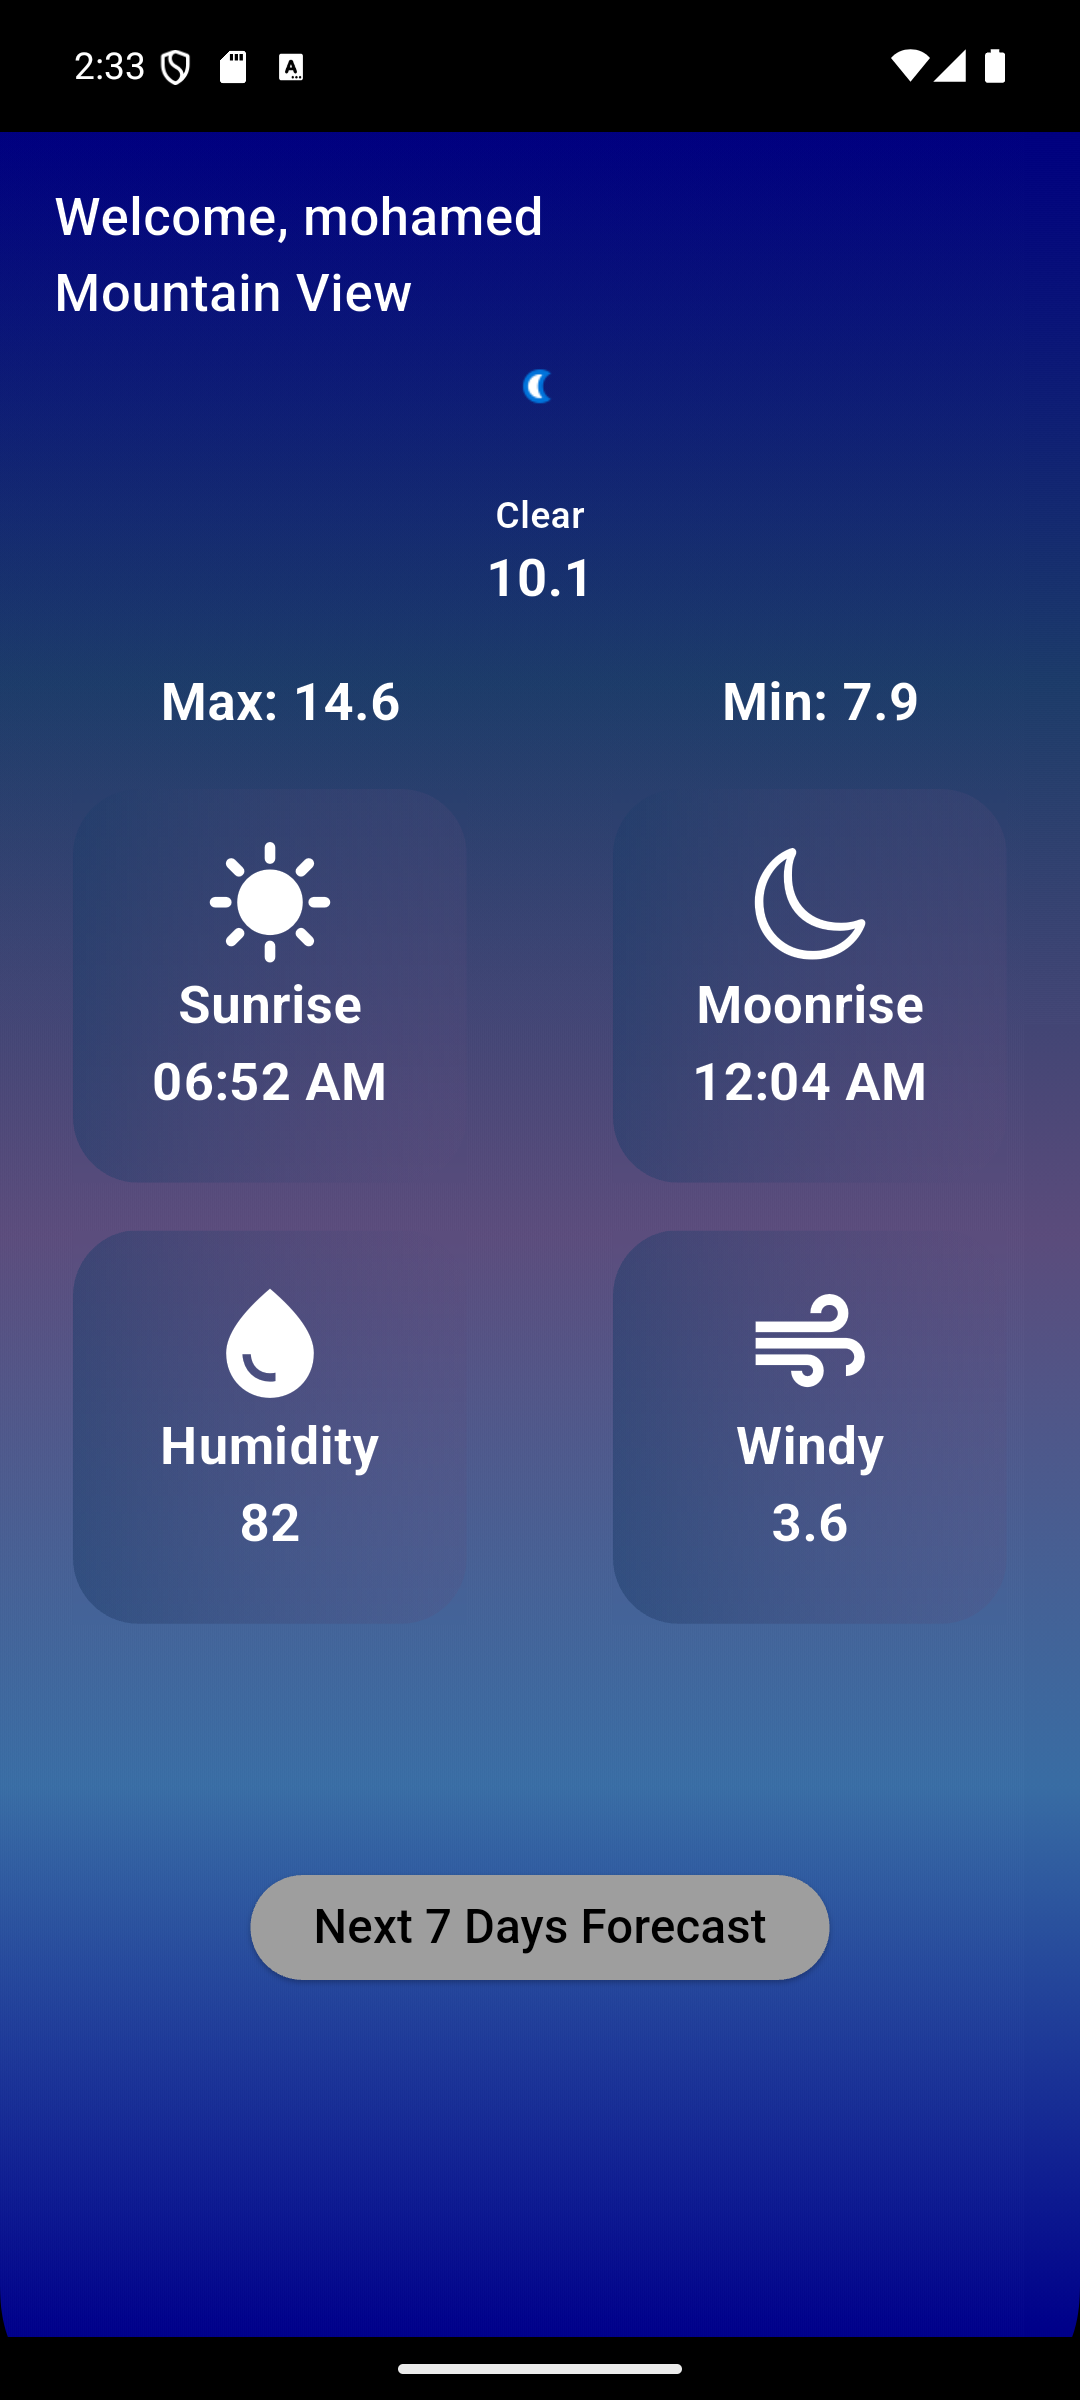 2:33
Welcome, mohamed
Mountain View
Clear
10.1
Max: 14.6
Min: 7.9
Sunrise
06:52 AM
Moonrise
12:04 AM
Humidity
82
Windy
3.6
Next 7 Days Forecast